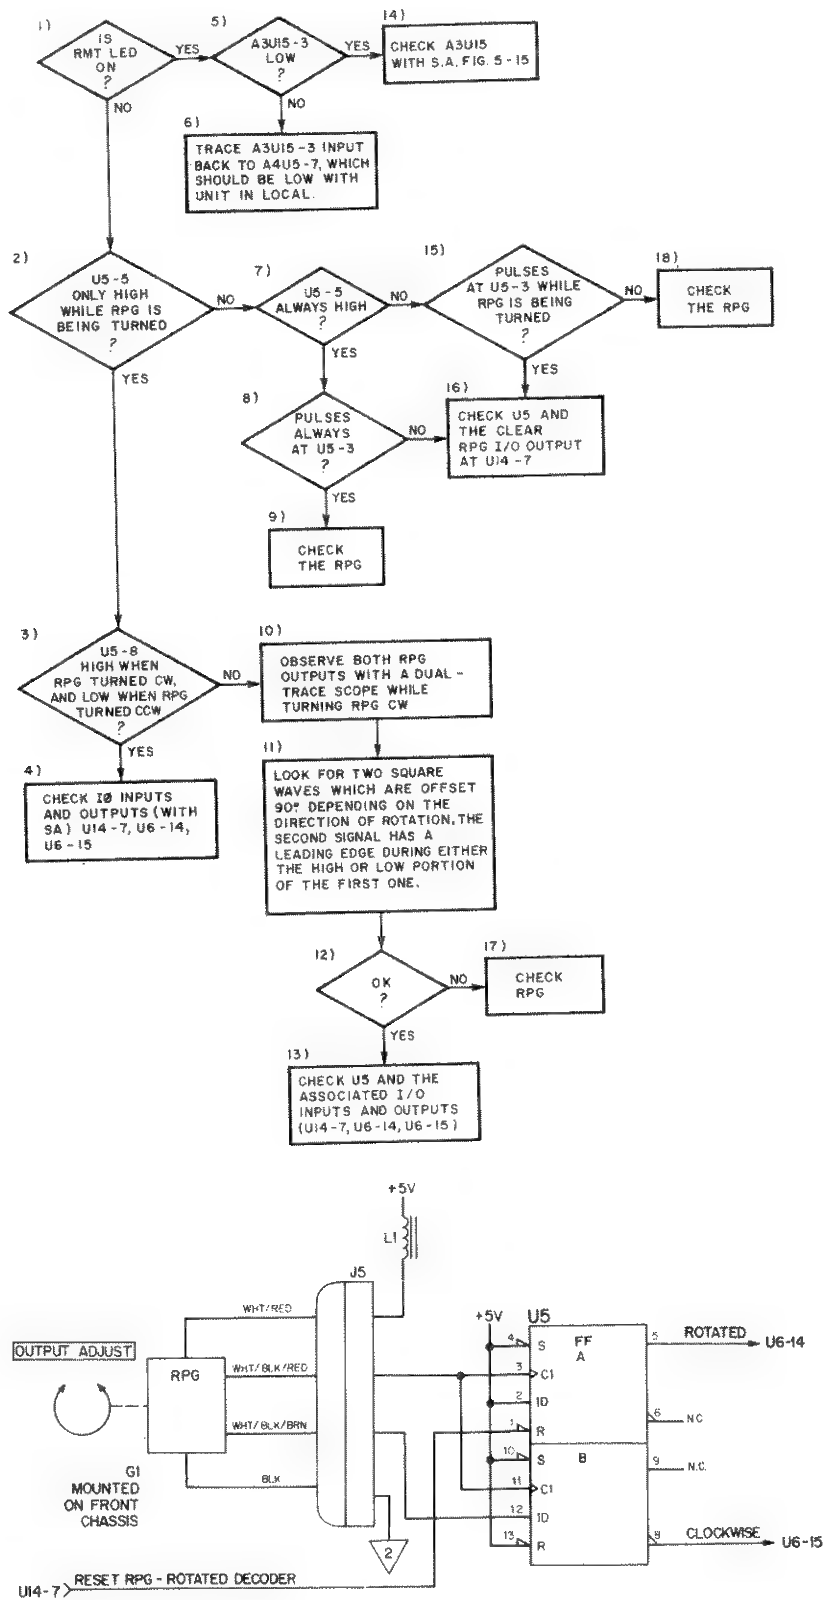 1)
IS
RMT LED
ON
?
YES
NO
5)
A3U15-3
LOW
?
YES
NO
14)
CHECK A3U15
WITH S.A. FIG. 5-15
6)
TRACE A3U15-3 INPUT
BACK TO A4U5-7, WHICH
SHOULD BE LOW WITH
UNIT IN LOCAL.
2)
U5-5
ONLY HIGH
WHILE RPG IS
BEING TURNED
?
NO
YES
7)
U5-5
ALWAYS HIGH
?
NO
YES
15)
PULSES
AT U5-3 WHILE
RPG IS BEING
TURNED
?
NO
YES
18)
CHECK
THE RPG
8)
PULSES
ALWAYS
AT U5-3
?
NO
YES
16)
CHECK U5 AND
THE CLEAR
RPG I/O OUTPUT
AT U14-7
9)
CHECK
THE RPG
3)
U5-8
HIGH WHEN
RPG TURNED CW,
AND LOW WHEN RPG
TURNED CCW
?
NO
YES
10)
OBSERVE BOTH RPG
OUTPUTS WITH A DUAL-
TRACE SCOPE WHILE
TURNING RPG CW
4)
CHECK IØ INPUTS
AND OUTPUTS (WITH
SA) U14-7, U6-14,
U6-15
11)
LOOK FOR TWO SQUARE
WAVES WHICH ARE OFFSET
90° DEPENDING ON THE
DIRECTION OF ROTATION. THE
SECOND SIGNAL HAS A
LEADING EDGE DURING EITHER
THE HIGH OR LOW PORTION
OF THE FIRST ONE.
12)
OK
?
NO
YES
17)
CHECK
RPG
13)
CHECK U5 AND THE
ASSOCIATED I/O
INPUTS AND OUTPUTS
(U14-7, U6-14, U6-15)
+5V
L1
J5
WHT/RED
+5V
U5
OUTPUT ADJUST
RPG
WHT/BLK/RED
WHT/BLK/BRN
BLK
G1
MOUNTED
ON FRONT
CHASSIS
2
4 S
FF
A
3 C1
2 1D
1 R
5 ROTATED U6-14
6 N.C
10 S
B
11 C1
12 1D
13 R
9 N.C.
8 CLOCKWISE U6-15
U14-7 RESET RPG - ROTATED DECODER